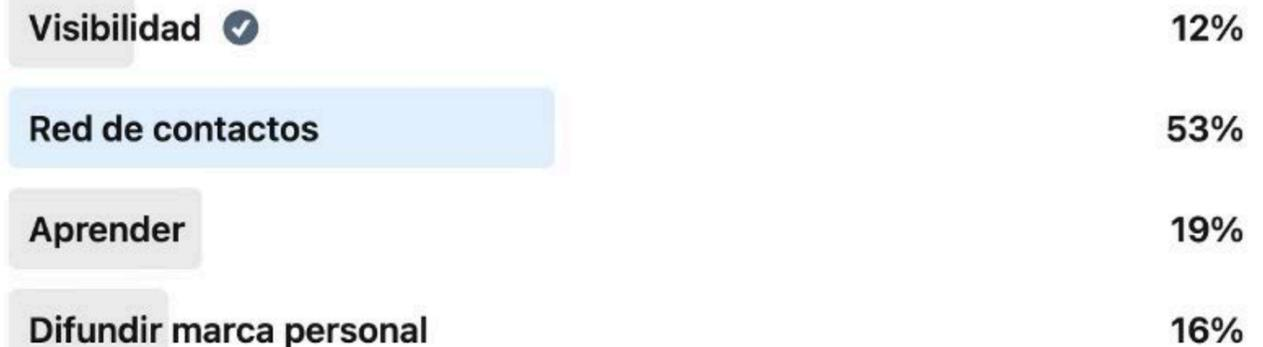 Visibilidad 12%
Red de contactos 53%
Aprender 19%
Difundir marca personal 16%